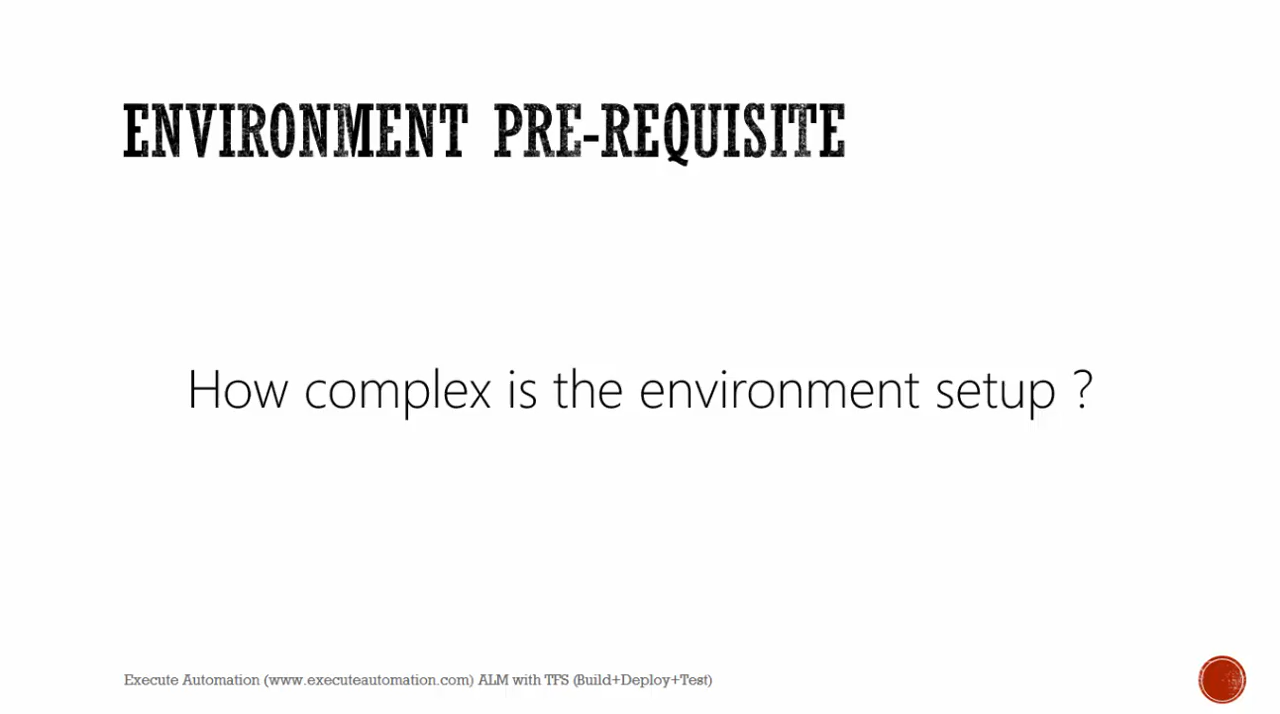 ENVIRONMENT PRE-REQUISITE
How complex is the environment setup ?
Execute Automation (www.executeautomation.com) ALM with TFS (Build+Deploy+Test)